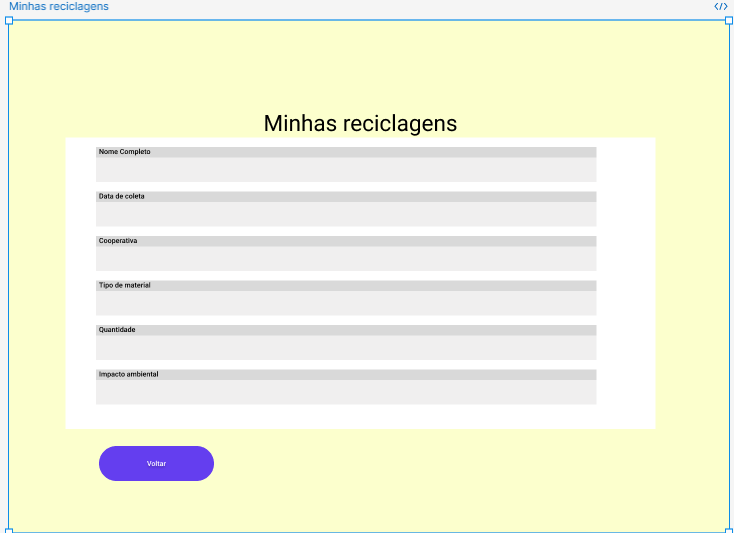 Minhas reciclagens
</>
Minhas reciclagens
Nome Completo
Data de coleta
Cooperativa
Tipo de material
Quantidade
Impacto ambiental
Voltar